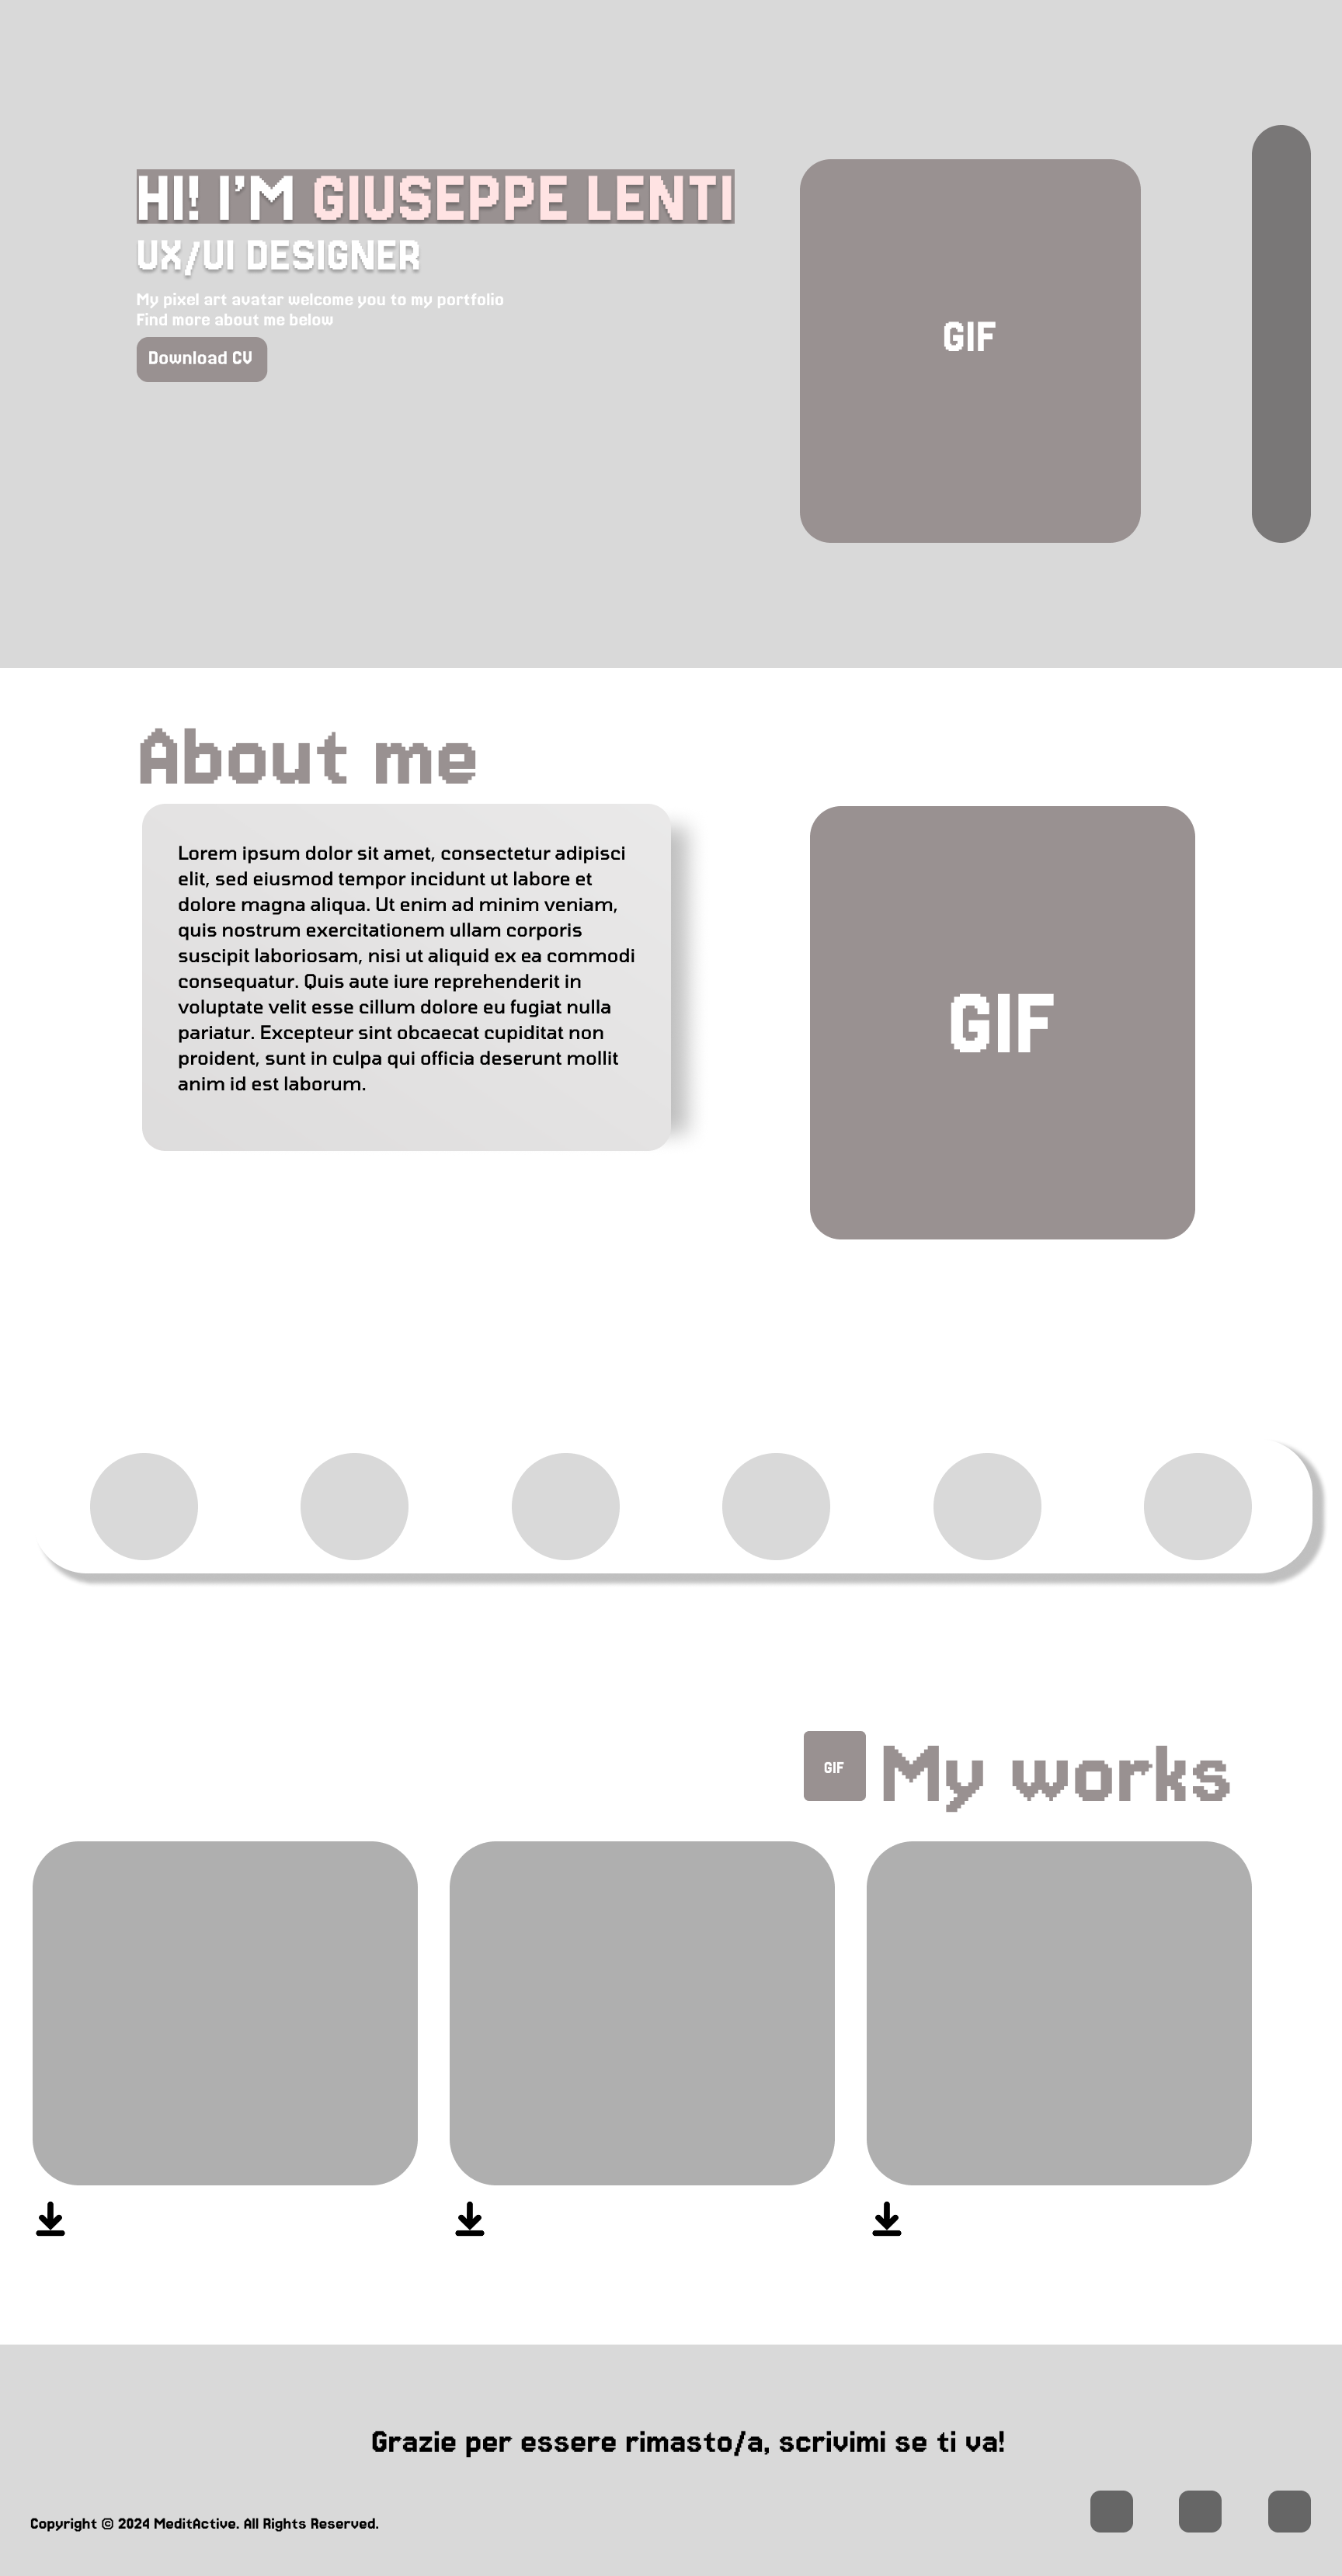 HI! I'M GIUSEPPE LENTI
UX/UI DESIGNER
My pixel art avatar welcome you to my portfolio
Find more about me below
Download CV
GIF
About me
Lorem ipsum dolor sit amet, consectetur adipisci
elit, sed eiusmod tempor incidunt ut labore et
dolore magna aliqua. Ut enim ad minim veniam,
quis nostrum exercitationem ullam corporis
suscipit laboriosam, nisi ut aliquid ex ea commodi
consequatur. Quis aute iure reprehenderit in
voluptate velit esse cillum dolore eu fugiat nulla
pariatur. Excepteur sint obcaecat cupiditat non
proident, sunt in culpa qui officia deserunt mollit
anim id est laborum.
GIF
GIF
My works
Grazie per essere rimasto/a, scrivimi se ti va!
Copyright © 2024 MeditActive. All Rights Reserved.